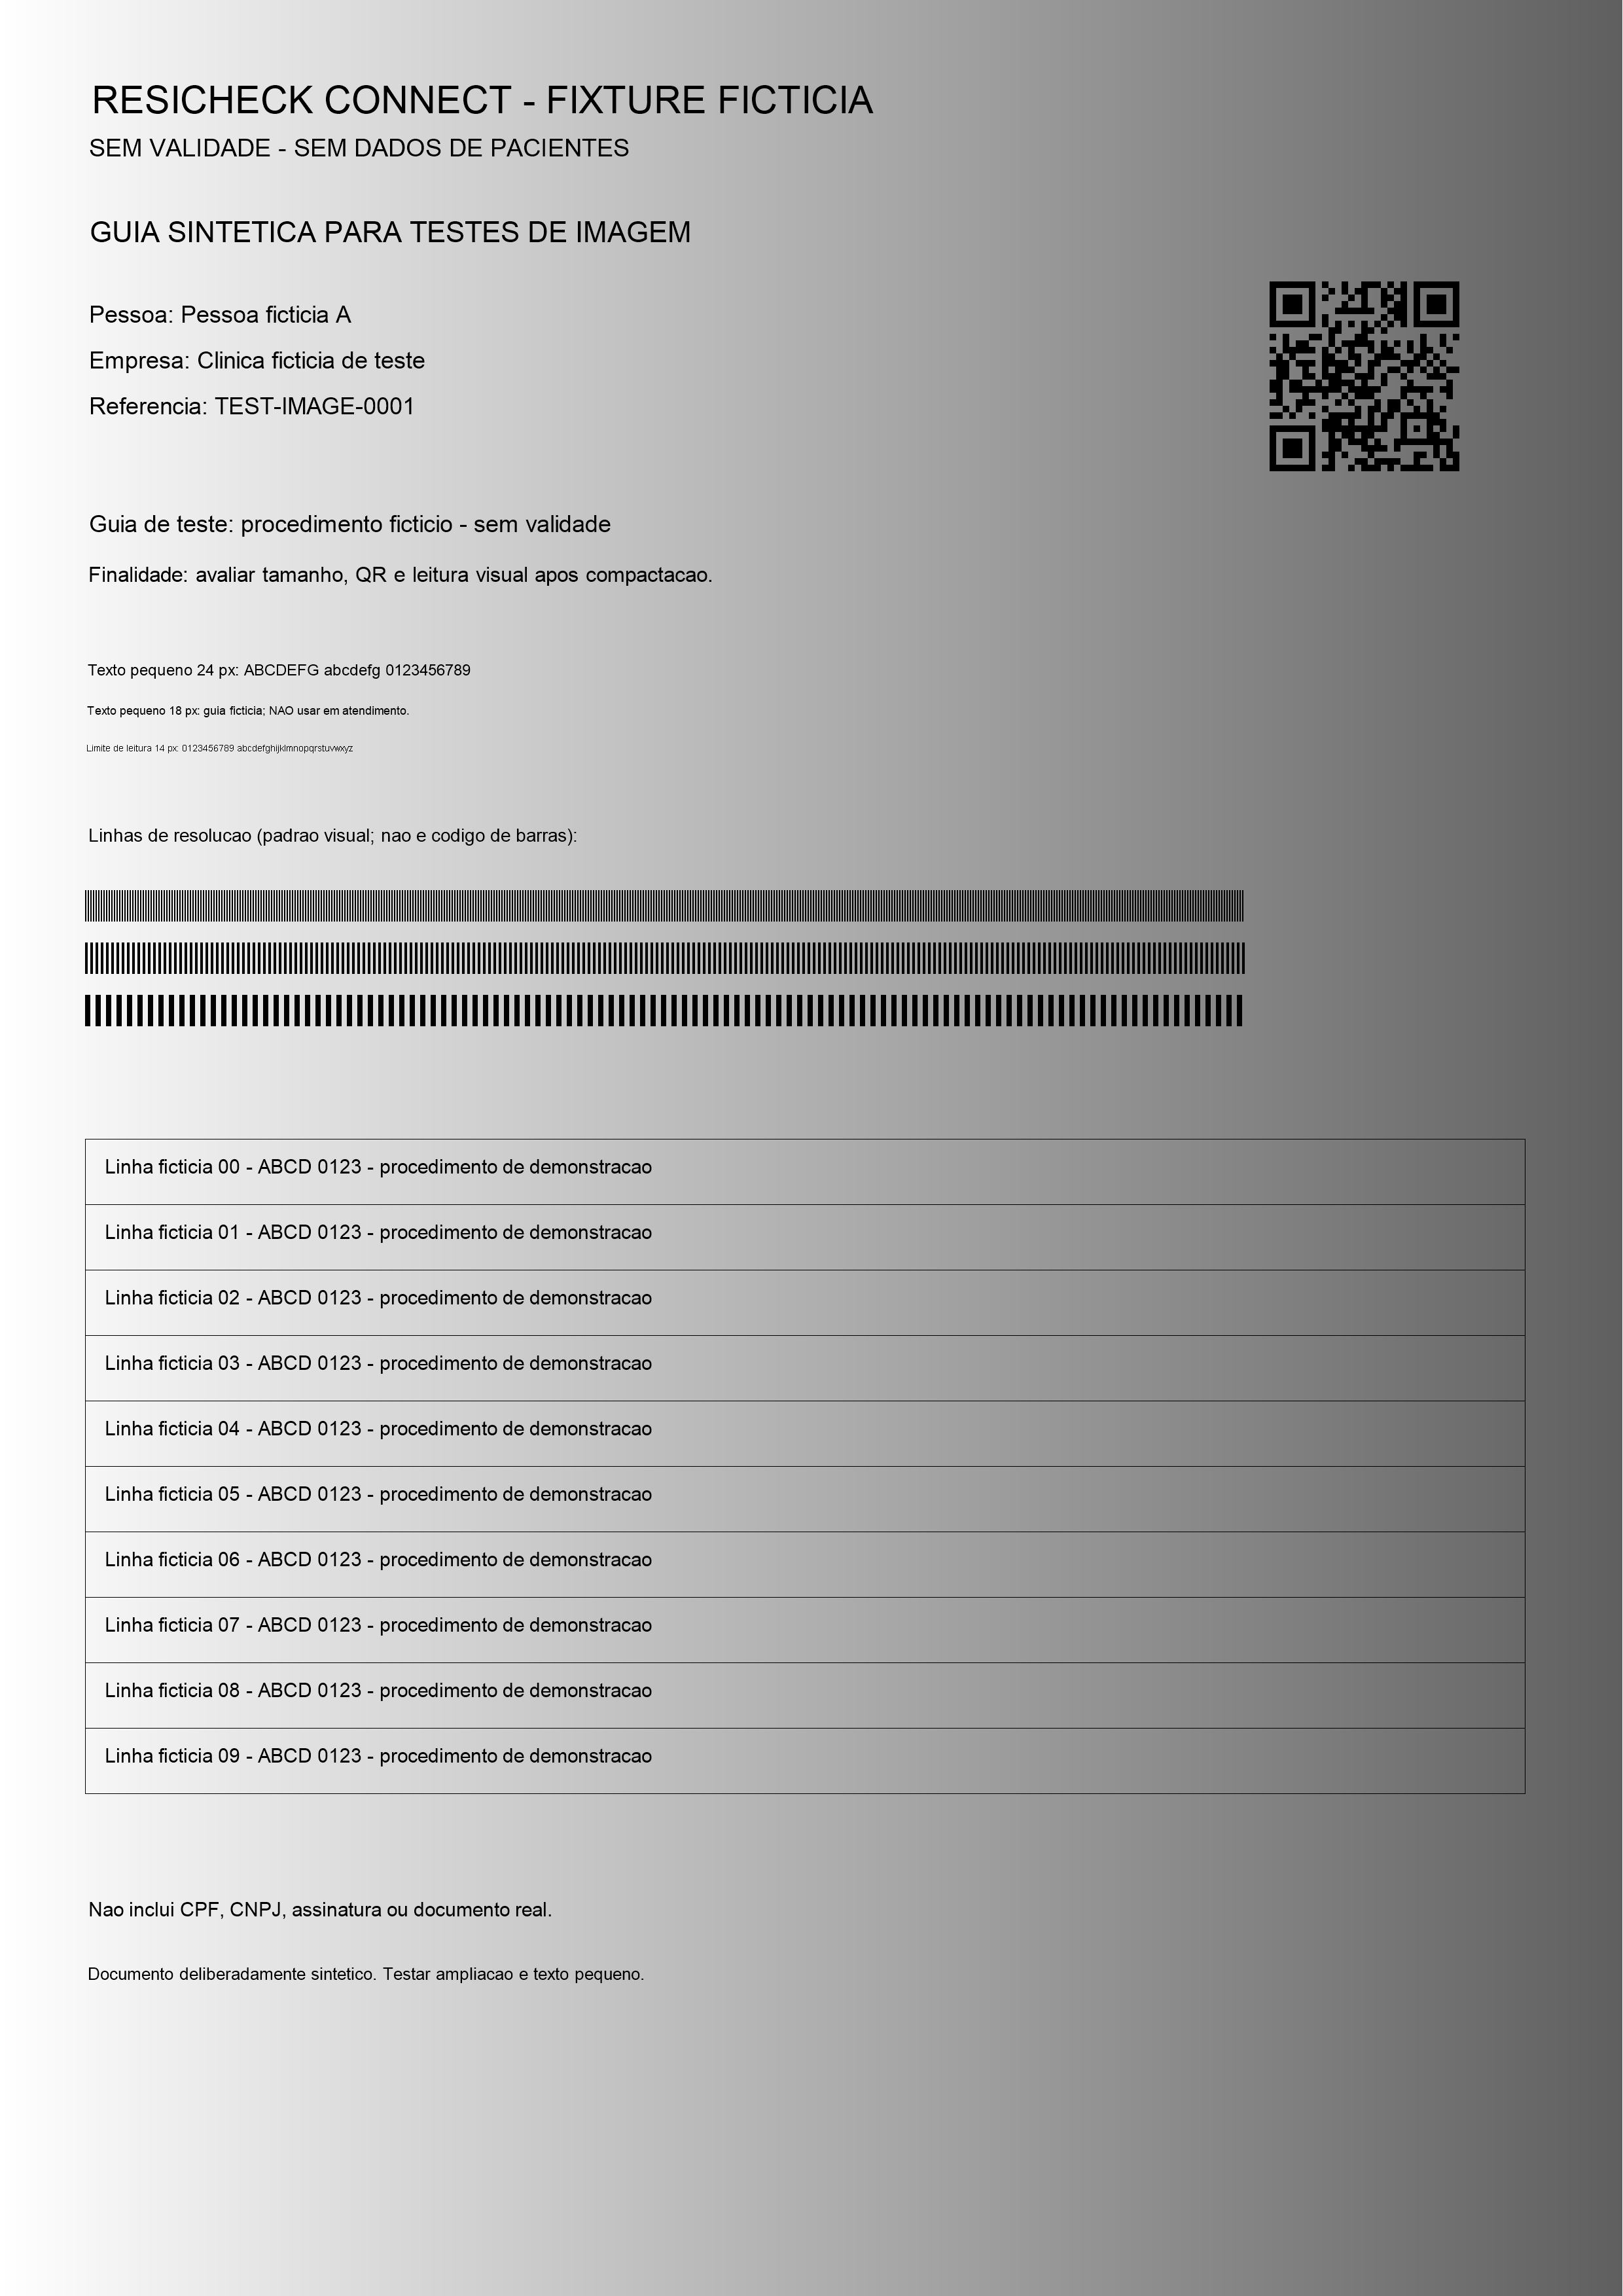 RESICHECK CONNECT - FIXTURE FICTICIA
SEM VALIDADE - SEM DADOS DE PACIENTES
GUIA SINTETICA PARA TESTES DE IMAGEM
Pessoa: Pessoa ficticia A
Empresa: Clinica ficticia de teste
Referencia: TEST-IMAGE-0001
Guia de teste: procedimento ficticio - sem validade
Finalidade: avaliar tamanho, QR e leitura visual apos compactacao.
Texto pequeno 24 px: ABCDEFG abcdefg 0123456789
Texto pequeno 18 px: guia ficticia; NAO usar em atendimento.
Limite de leitura 14 px: 0123456789 abcdefghijklmnopqrstuvwxyz
Linhas de resolucao (padrao visual; nao e codigo de barras):
Linha ficticia 00 - ABCD 0123 - procedimento de demonstracao
Linha ficticia 01 - ABCD 0123 - procedimento de demonstracao
Linha ficticia 02 - ABCD 0123 - procedimento de demonstracao
Linha ficticia 03 - ABCD 0123 - procedimento de demonstracao
Linha ficticia 04 - ABCD 0123 - procedimento de demonstracao
Linha ficticia 05 - ABCD 0123 - procedimento de demonstracao
Linha ficticia 06 - ABCD 0123 - procedimento de demonstracao
Linha ficticia 07 - ABCD 0123 - procedimento de demonstracao
Linha ficticia 08 - ABCD 0123 - procedimento de demonstracao
Linha ficticia 09 - ABCD 0123 - procedimento de demonstracao
Nao inclui CPF, CNPJ, assinatura ou documento real.
Documento deliberadamente sintetico. Testar ampliacao e texto pequeno.